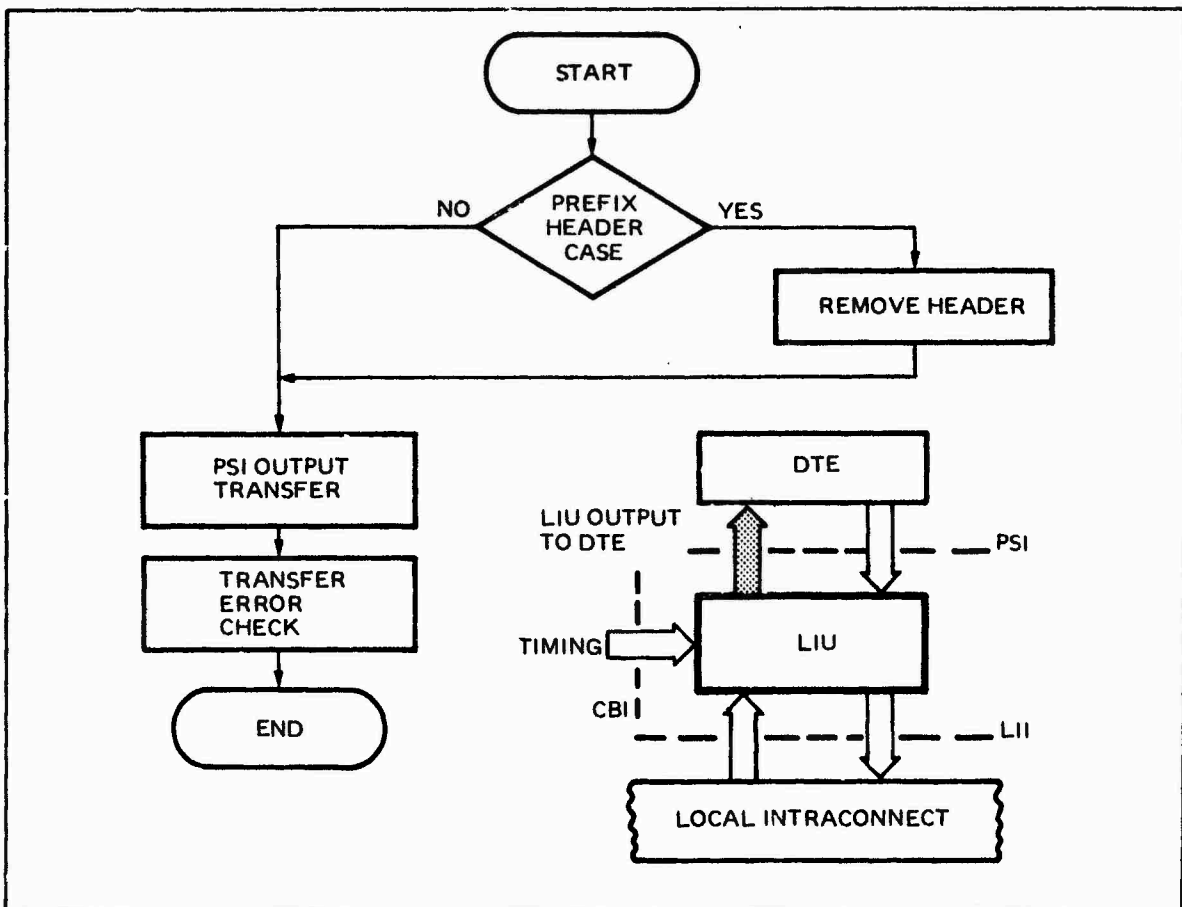 START
NO
PREFIX
HEADER
CASE
YES
REMOVE HEADER
PSI OUTPUT
TRANSFER
TRANSFER
ERROR
CHECK
END
DTE
LIU OUTPUT
TO DTE
PSI
TIMING
LIU
CBI
LII
LOCAL INTRACONNECT